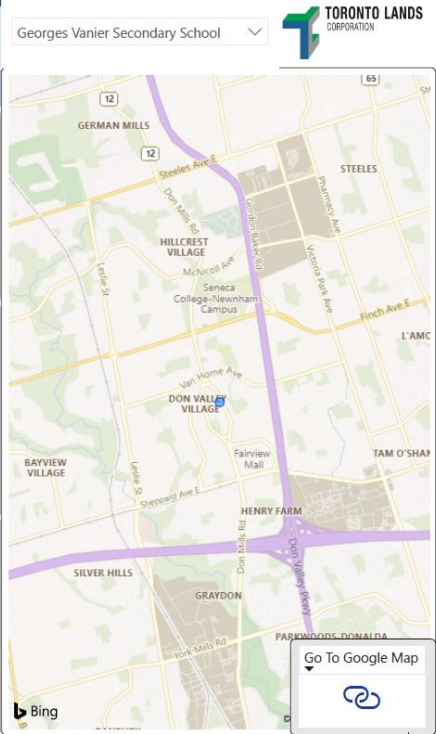 Georges Vanier Secondary School
TORONTO LANDS
CORPORATION
65
12
GERMAN MILLS
12
Steeles Ave E
STEELES
Don Mills Rd
Pharmacy Ave
Gordon Baker Rd
HILLCREST
VILLAGE
McNicoll Ave
Victoria Park Ave
Leslie St
Seneca
College-Newnham
Campus
Finch Ave E
L'AMO
Van Horne Ave
DON VALLEY
VILLAGE
Fairview
Mall
TAM O'SHAN
BAYVIEW
VILLAGE
Leslie St
Sheppard Ave E
HENRY FARM
Don Mills Rd
Don Valley Pkwy
SILVER HILLS
GRAYDON
PARKWOODS-DONALDA
York Mills Rd
Go To Google Map
Bing
©